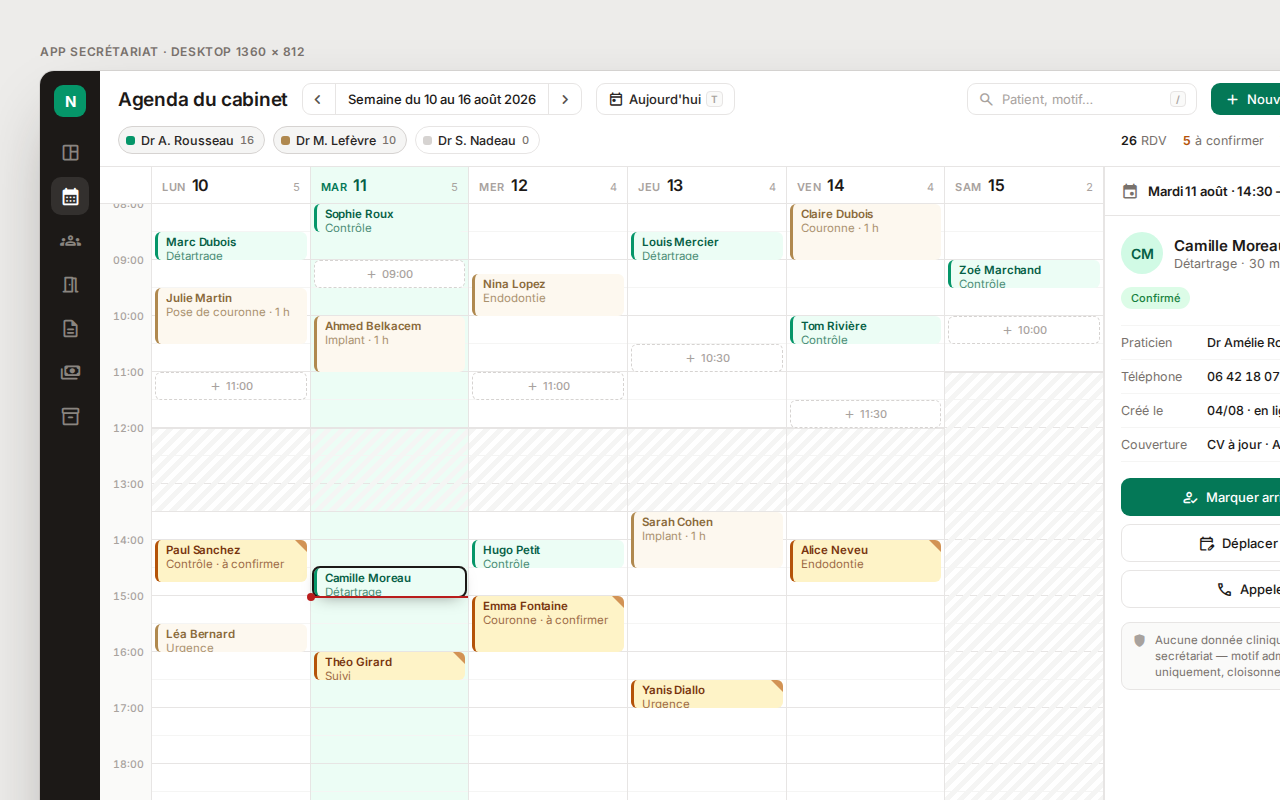 APP SECRÉTARIAT · DESKTOP 1360 × 812
N
Agenda du cabinet
Semaine du 10 au 16 août 2026
Aujourd'hui T
Patient, motif... /
Nouv
Dr A. Rousseau 16
Dr M. Lefèvre 10
Dr S. Nadeau 0
26 RDV 5 à confirmer
LUN 10 5
MAR 11 5
MER 12 4
JEU 13 4
VEN 14 4
SAM 15 2
08:00
09:00
10:00
11:00
12:00
13:00
14:00
15:00
16:00
17:00
18:00
Marc Dubois
Détartrage
Julie Martin
Pose de couronne · 1 h
+ 11:00
Paul Sanchez
Contrôle · à confirmer
Léa Bernard
Urgence
Sophie Roux
Contrôle
+ 09:00
Ahmed Belkacem
Implant · 1 h
Camille Moreau
Détartrage
Théo Girard
Suivi
Nina Lopez
Endodontie
+ 11:00
Hugo Petit
Contrôle
Emma Fontaine
Couronne · à confirmer
Louis Mercier
Détartrage
+ 10:30
Sarah Cohen
Implant · 1 h
Yanis Diallo
Urgence
Claire Dubois
Couronne · 1 h
Tom Rivière
Contrôle
+ 11:30
Alice Neveu
Endodontie
Zoé Marchand
Contrôle
+ 10:00
Mardi 11 août · 14:30 –
CM
Camille Moreau
Détartrage · 30 m
Confirmé
Praticien Dr Amélie Ro
Téléphone 06 42 18 07
Créé le 04/08 · en lig
Couverture CV à jour · A
Marquer arri
Déplacer
Appele
Aucune donnée cliniqu
secrétariat — motif adm
uniquement, cloisonne